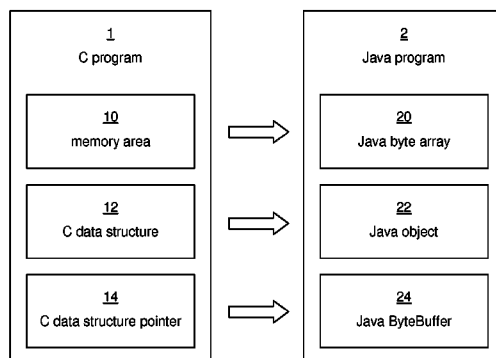 1
C program
10
memory area
12
C data structure
14
C data structure pointer
2
Java program
20
Java byte array
22
Java object
24
Java ByteBuffer